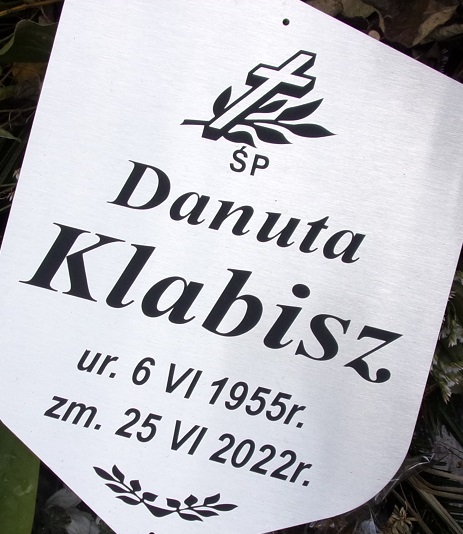 ŚP
Danuta
Klabisz
ur. 6 VI 1955r.
zm. 25 VI 2022r.